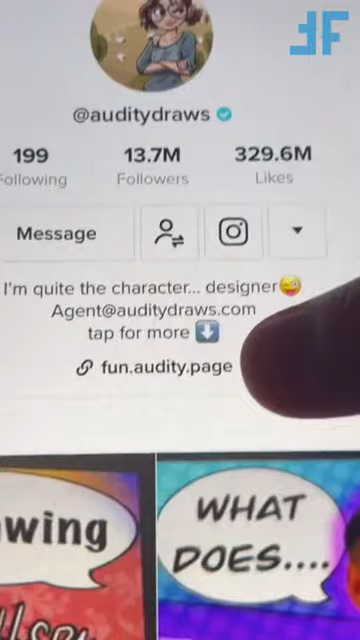 @auditydraws
199 13.7M 329.6M
Following Followers Likes
Message
I'm quite the character... designer😜
Agent@auditydraws.com
tap for more ⬇️
fun.audity.page
wing
WHAT
DOES....